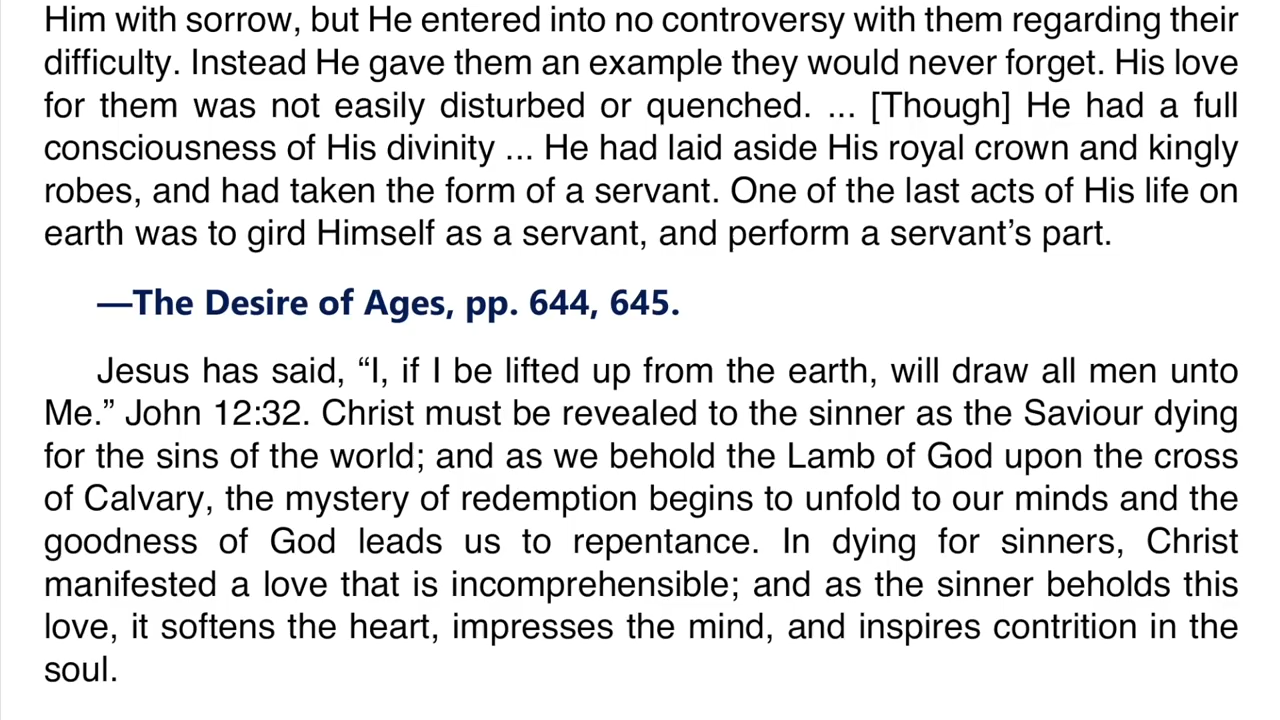 Him with sorrow, but He entered into no controversy with them regarding their
difficulty. Instead He gave them an example they would never forget. His love
for them was not easily disturbed or quenched. ... [Though] He had a full
consciousness of His divinity ... He had laid aside His royal crown and kingly
robes, and had taken the form of a servant. One of the last acts of His life on
earth was to gird Himself as a servant, and perform a servant’s part.
—The Desire of Ages, pp. 644, 645.
Jesus has said, “I, if I be lifted up from the earth, will draw all men unto
Me.” John 12:32. Christ must be revealed to the sinner as the Saviour dying
for the sins of the world; and as we behold the Lamb of God upon the cross
of Calvary, the mystery of redemption begins to unfold to our minds and the
goodness of God leads us to repentance. In dying for sinners, Christ
manifested a love that is incomprehensible; and as the sinner beholds this
love, it softens the heart, impresses the mind, and inspires contrition in the
soul.